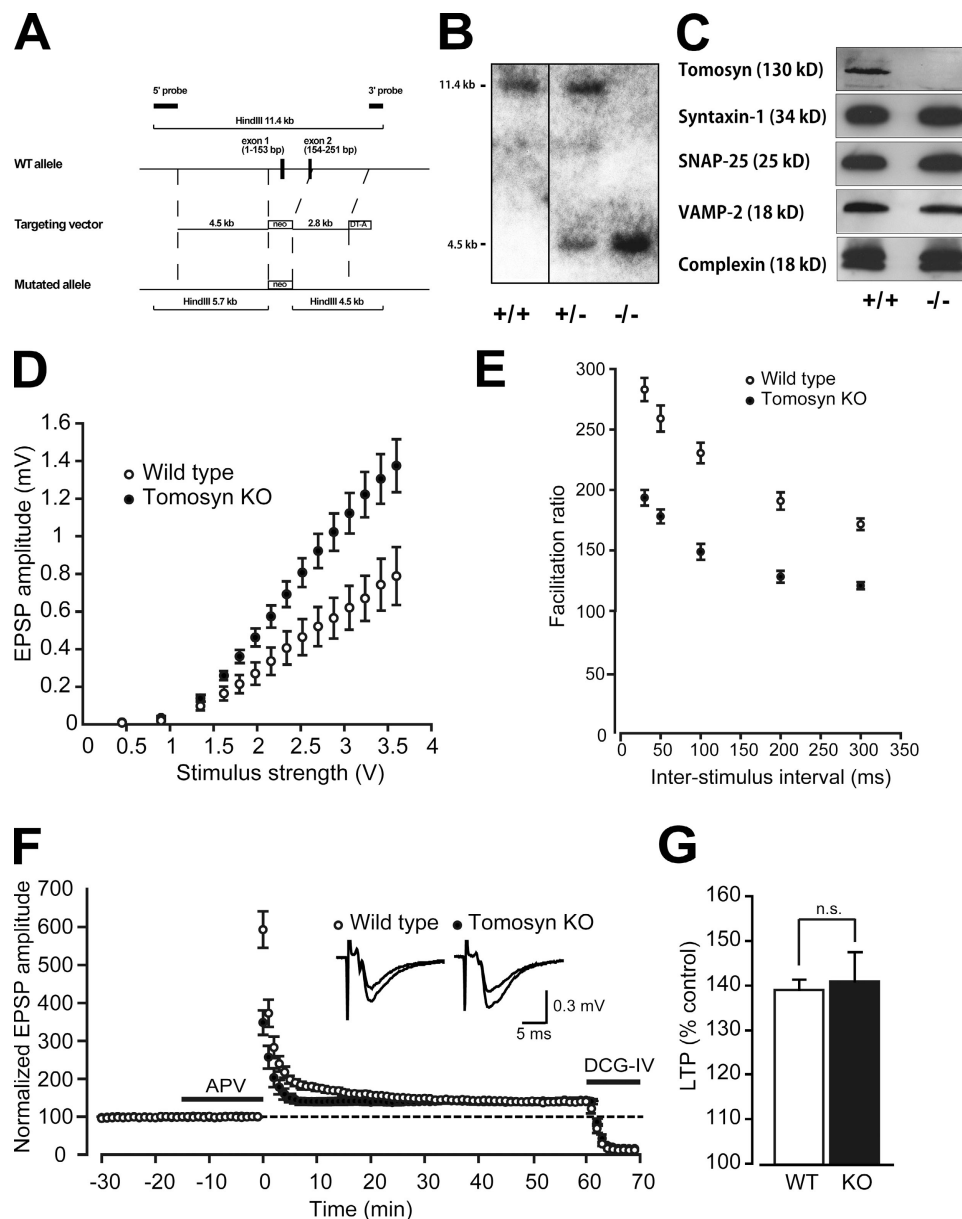 A
5' probe
3' probe
HindIII 11.4 kb
exon 1
(1-153 bp)
exon 2
(154-251 bp)
WT allele
Targeting vector
4.5 kb
neo
2.8 kb
DT-A
Mutated allele
neo
HindIII 5.7 kb
HindIII 4.5 kb
B
11.4 kb
4.5 kb
+/+
+/-
-/-
C
Tomosyn (130 kD)
Syntaxin-1 (34 kD)
SNAP-25 (25 kD)
VAMP-2 (18 kD)
Complexin (18 kD)
+/+
-/-
D
EPSP amplitude (mV)
1.6
1.4
1.2
1
0.8
0.6
0.4
0.2
0
Wild type
Tomosyn KO
0 0.5 1 1.5 2 2.5 3 3.5 4
Stimulus strength (V)
E
Facilitation ratio
300
250
200
150
100
50
0
Wild type
Tomosyn KO
0 50 100 150 200 250 300 350
Inter-stimulus interval (ms)
F
Normalized EPSP amplitude
700
600
500
400
300
200
100
0
Wild type
Tomosyn KO
0.3 mV
5 ms
APV
DCG-IV
-30 -20 -10 0 10 20 30 40 50 60 70
Time (min)
G
LTP (% control)
160
150
140
130
120
110
100
n.s.
WT
KO